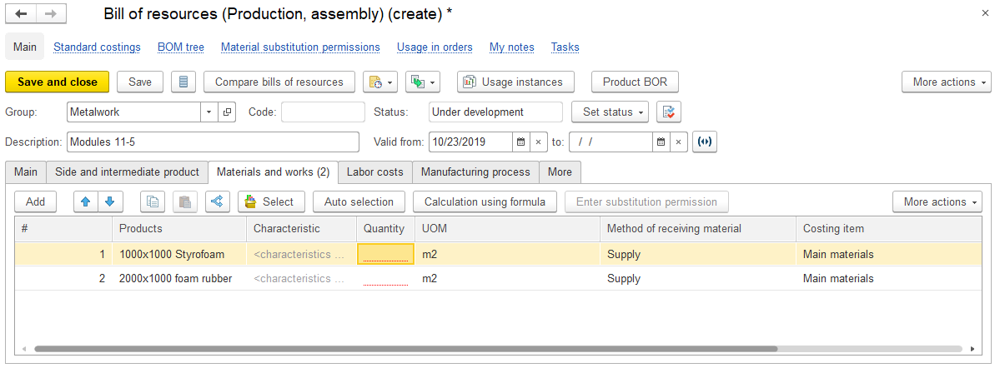 Bill of resources (Production, assembly) (create) *
Main Standard costings BOM tree Material substitution permissions Usage in orders My notes Tasks
Save and close Save Compare bills of resources Usage instances Product BOR More actions
Group: Metalwork Code: Status: Under development Set status
Description: Modules 11-5 Valid from: 10/23/2019 to: / /
Main Side and intermediate product Materials and works (2) Labor costs Manufacturing process More
Add Select Auto selection Calculation using formula Enter substitution permission More actions
# Products Characteristic Quantity UOM Method of receiving material Costing item
1 1000x1000 Styrofoam <characteristics ... m2 Supply Main materials
2 2000x1000 foam rubber <characteristics ... m2 Supply Main materials